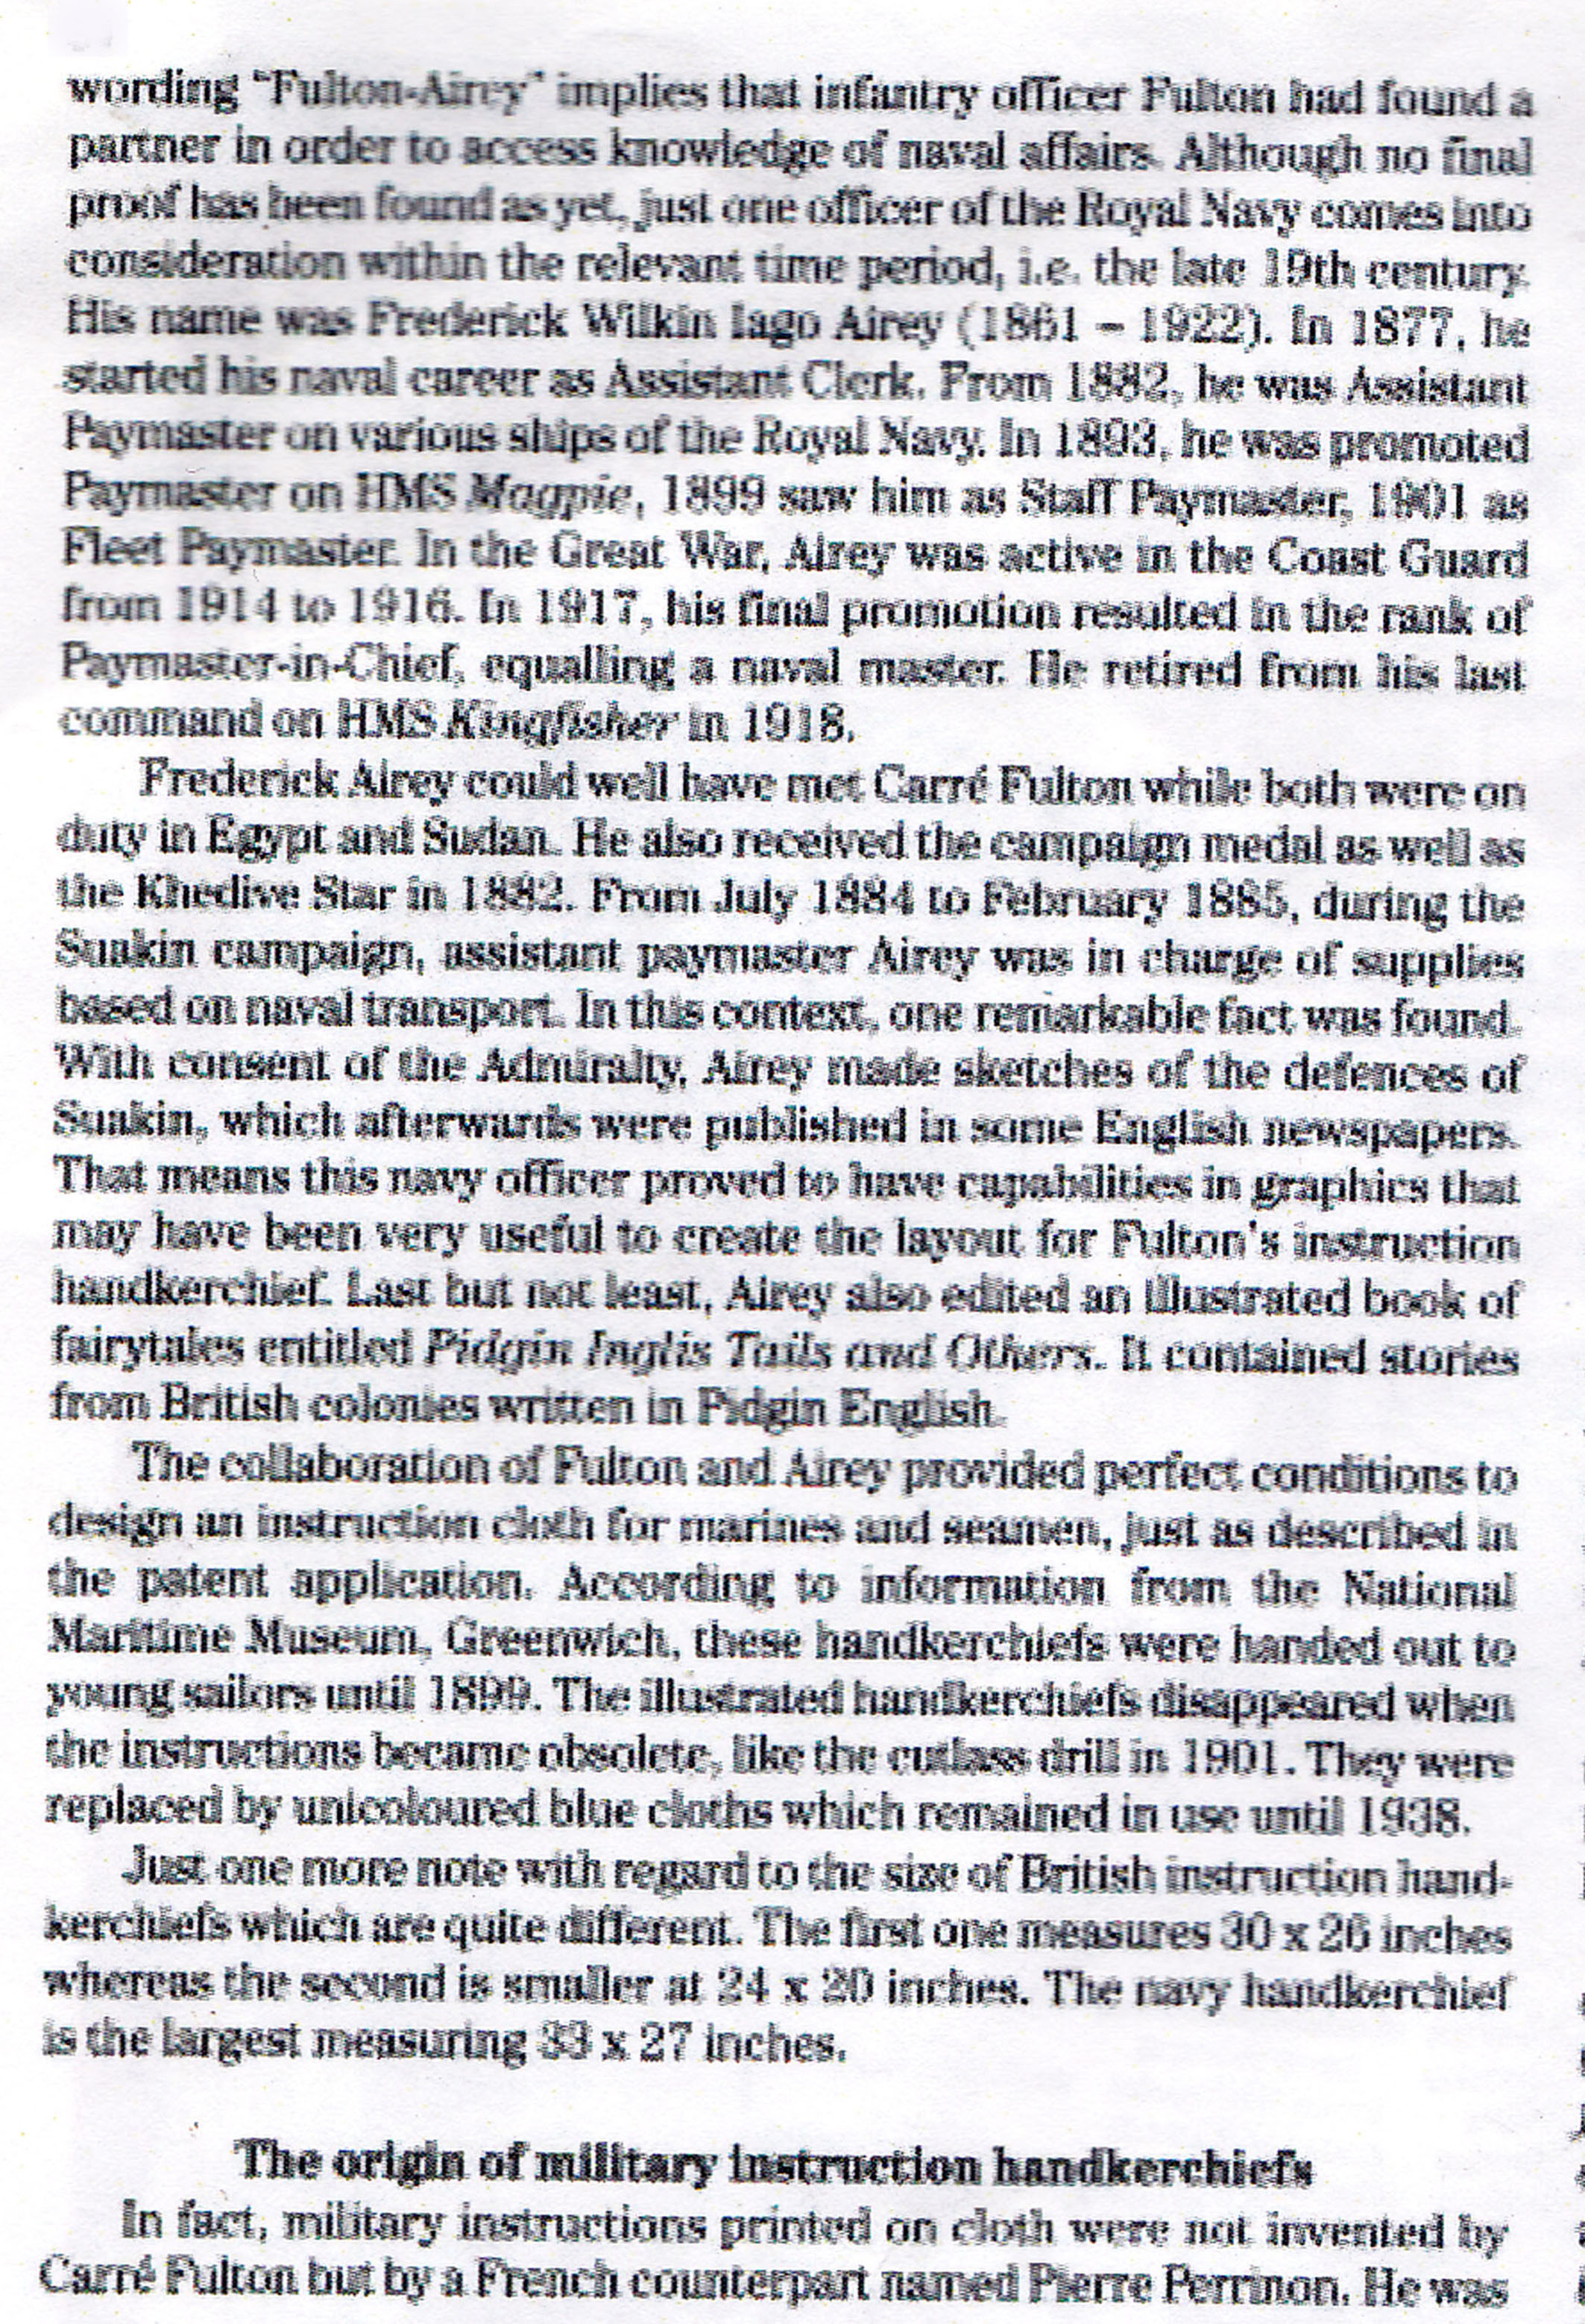 wording "Fulton-Airey" implies that infantry officer Fulton had found a
partner in order to access knowledge of naval affairs. Although no final
proof has been found as yet, just one officer of the Royal Navy comes into
consideration within the relevant time period, i.e. the late 19th century.
His name was Frederick Wilkin Iago Airey (1861 – 1922). In 1877, he
started his naval career as Assistant Clerk. From 1882, he was Assistant
Paymaster on various ships of the Royal Navy. In 1893, he was promoted
Paymaster on HMS Magpie, 1899 saw him as Staff Paymaster, 1901 as
Fleet Paymaster. In the Great War, Airey was active in the Coast Guard
from 1914 to 1916. In 1917, his final promotion resulted in the rank of
Paymaster-in-Chief, equalling a naval master. He retired from his last
command on HMS Kingfisher in 1918.
Frederick Airey could well have met Carré Fulton while both were on
duty in Egypt and Sudan. He also received the campaign medal as well as
the Khedive Star in 1882. From July 1884 to February 1885, during the
Suakin campaign, assistant paymaster Airey was in charge of supplies
based on naval transport. In this context, one remarkable fact was found.
With consent of the Admiralty, Airey made sketches of the defences of
Suakin, which afterwards were published in some English newspapers.
That means this navy officer proved to have capabilities in graphics that
may have been very useful to create the layout for Fulton's instruction
handkerchief. Last but not least, Airey also edited an illustrated book of
fairytales entitled Pidgin Inglis Tails and Others. It contained stories
from British colonies written in Pidgin English.
The collaboration of Fulton and Airey provided perfect conditions to
design an instruction cloth for marines and seamen, just as described in
the patent application. According to information from the National
Maritime Museum, Greenwich, these handkerchiefs were handed out to
young sailors until 1899. The illustrated handkerchiefs disappeared when
the instructions became obsolete, like the cutlass drill in 1901. They were
replaced by unicoloured blue cloths which remained in use until 1938.
Just one more note with regard to the size of British instruction hand-
kerchiefs which are quite different. The first one measures 30 x 26 inches
whereas the second is smaller at 24 x 20 inches. The navy handkerchief
is the largest measuring 33 x 27 inches.
The origin of military instruction handkerchiefs
In fact, military instructions printed on cloth were not invented by
Carré Fulton but by a French counterpart named Pierre Perrinon. He was